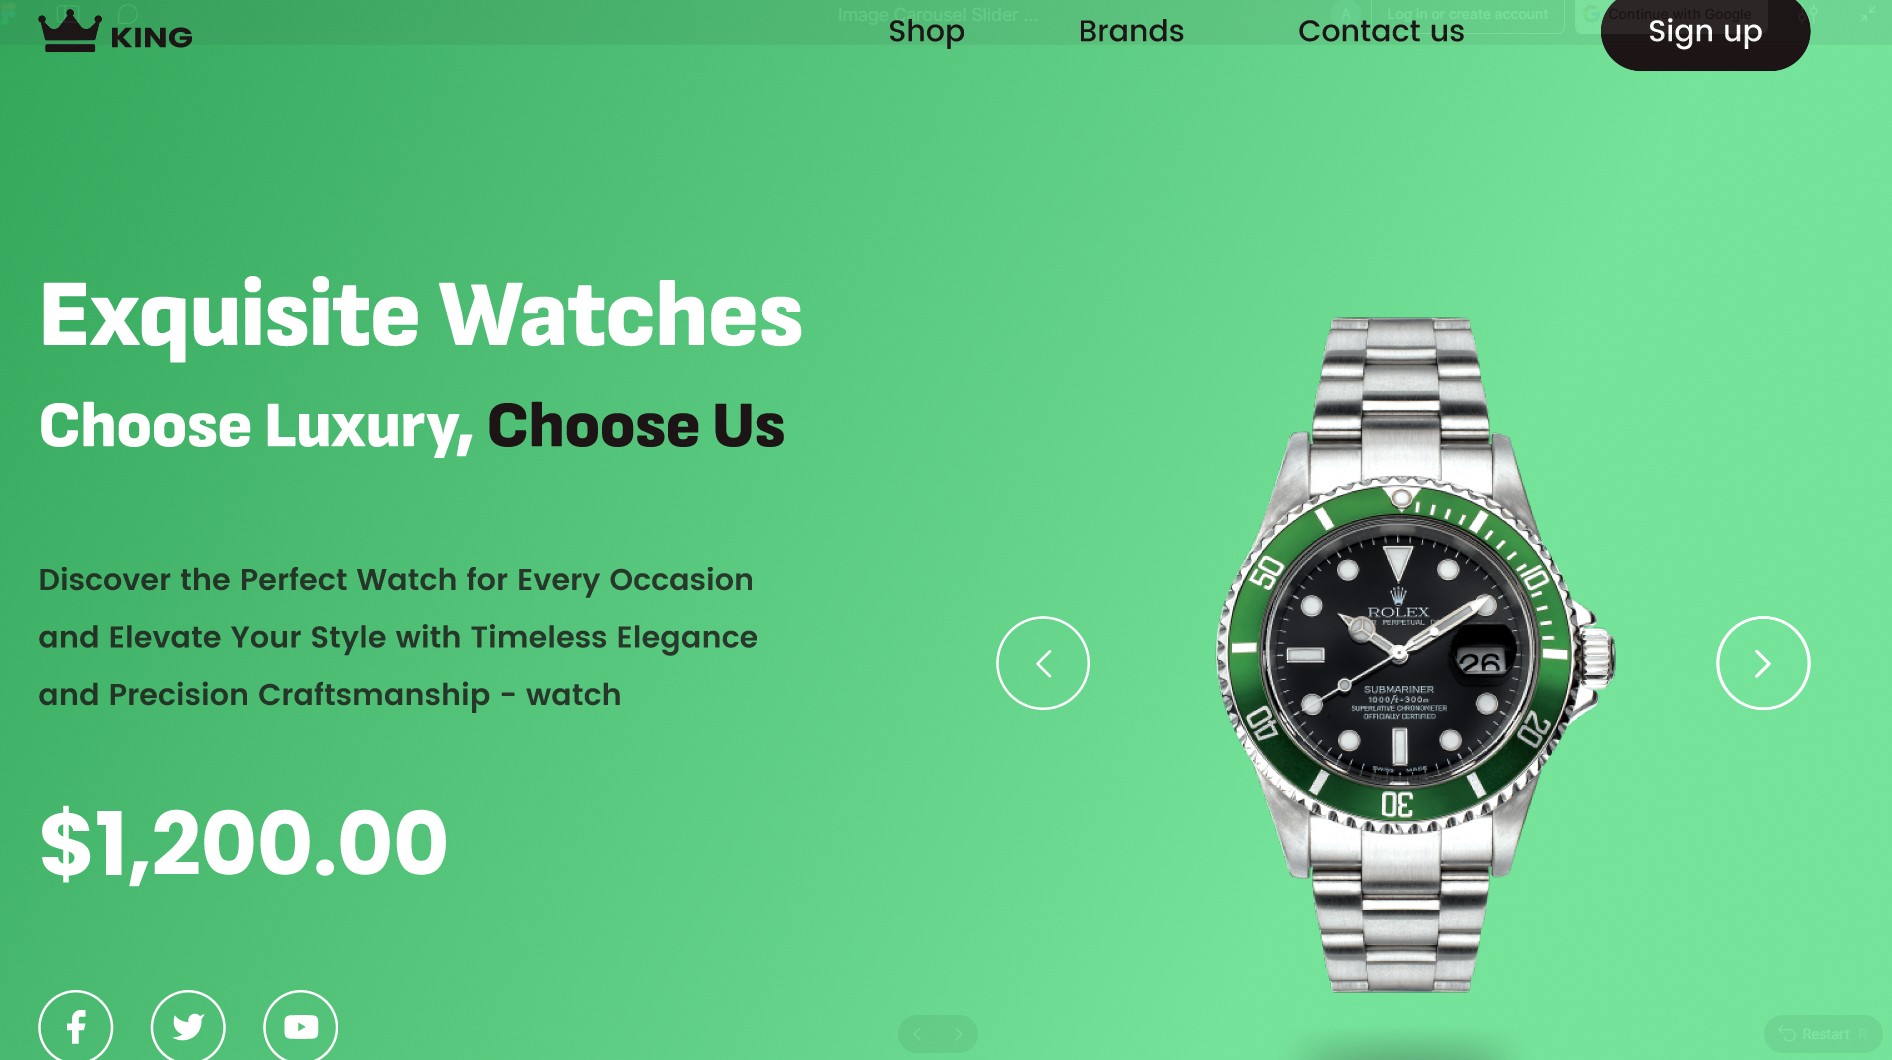 Image Carousel Slider ...
Log in or create account
Continue with Google
KING
Shop
Brands
Contact us
Sign up
Exquisite Watches
Choose Luxury, Choose Us
Discover the Perfect Watch for Every Occasion
and Elevate Your Style with Timeless Elegance
and Precision Craftsmanship - watch
$1,200.00
50
10
ROLEX
PERPETUAL
26
SUBMARINER
1000ft=300m
SUPERLATIVE CHRONOMETER
OFFICIALLY CERTIFIED
40
20
SWISS MADE
30
Restart R